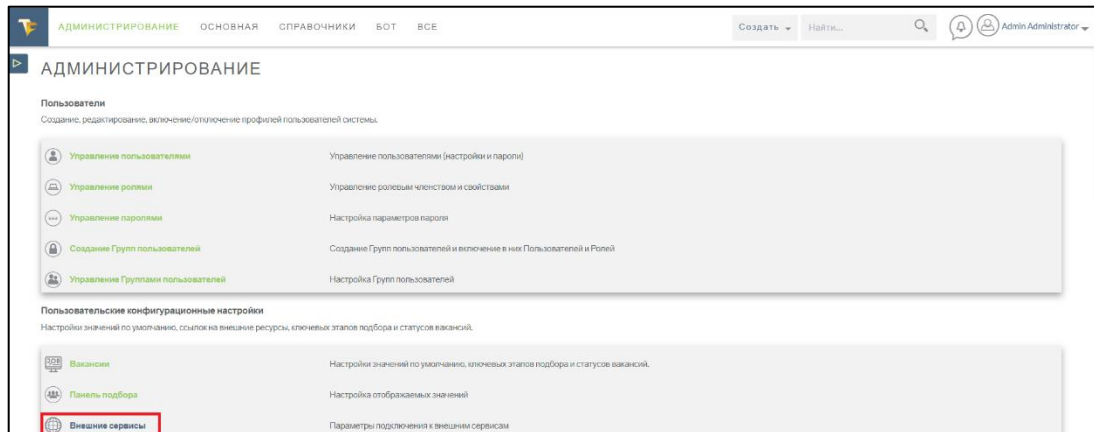 АДМИНИСТРИРОВАНИЕ ОСНОВНАЯ СПРАВОЧНИКИ БОТ ВСЕ Создать Найти... Admin Administrator
АДМИНИСТРИРОВАНИЕ
Пользователи
Создание, редактирование, включение/отключение профилей пользователей системы.
Управление пользователями Управление пользователями (настройки и пароли)
Управление ролями Управление ролевым членством и свойствами
Управление паролями Настройка параметров пароля
Создание Групп пользователей Создание Групп пользователей и включение в них Пользователей и Ролей
Управление Группами пользователей Настройка Групп пользователей
Пользовательские конфигурационные настройки
Настройки значений по умолчанию, ссылок на внешние ресурсы, ключевых этапов подбора и статусов вакансий.
Вакансии Настройки значений по умолчанию, ключевых этапов подбора и статусов вакансий.
Панель подбора Настройка отображаемых значений
Внешние сервисы Параметры подключения к внешним сервисам